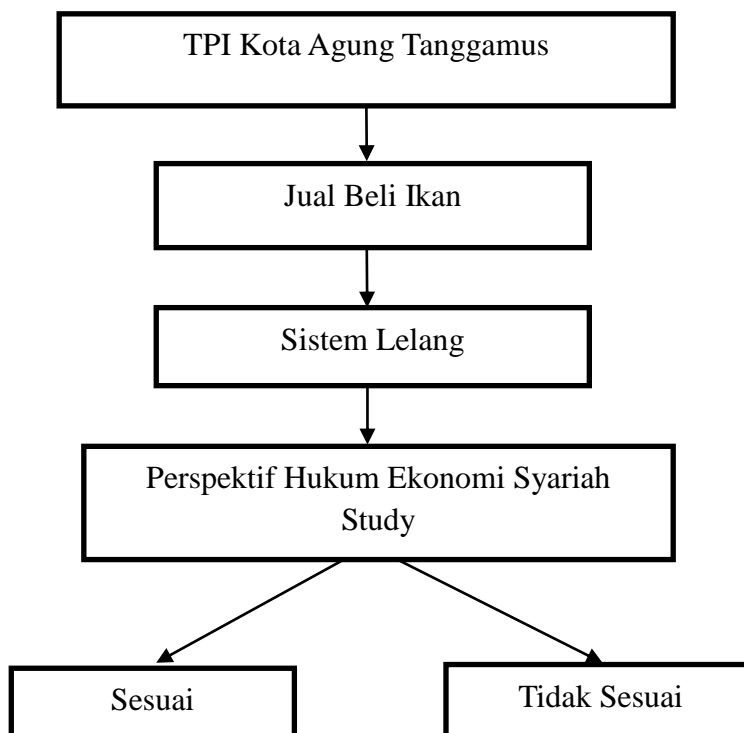 TPI Kota Agung Tanggamus
Jual Beli Ikan
Sistem Lelang
Perspektif Hukum Ekonomi Syariah
Study
Sesuai
Tidak Sesuai